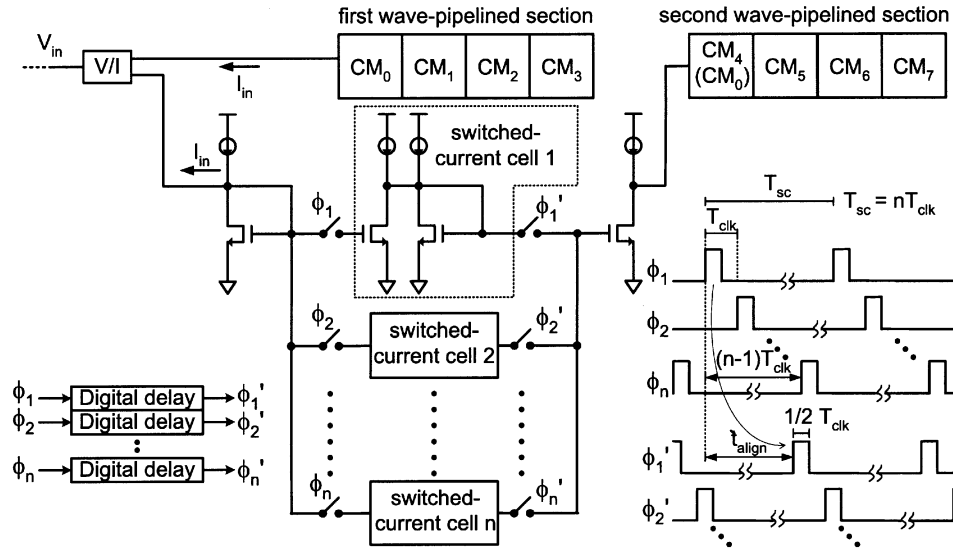 first wave-pipelined section
second wave-pipelined section
V_in
V/I
I_in
CM_0 CM_1 CM_2 CM_3
CM_4 (CM_0) CM_5 CM_6 CM_7
I_in
switched-
current cell 1
ϕ_1
ϕ_1'
T_sc
T_sc = nT_clk
T_clk
ϕ_1
ϕ_2
switched-
current cell 2
ϕ_2'
ϕ_2
(n-1)T_clk
ϕ_n
ϕ_1 Digital delay ϕ_1'
ϕ_2 Digital delay ϕ_2'
ϕ_n Digital delay ϕ_n'
1/2 T_clk
t_align
ϕ_1'
ϕ_n
switched-
current cell n
ϕ_n'
ϕ_2'